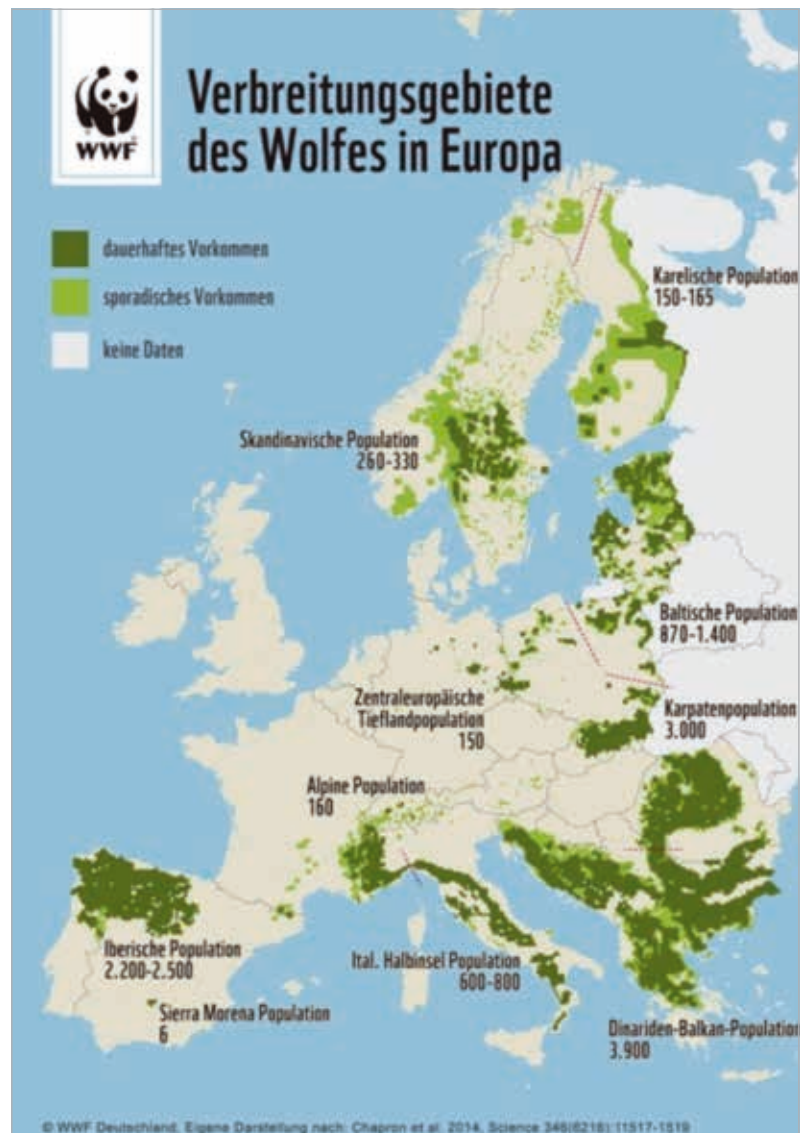 WWF
Verbreitungsgebiete
des Wolfes in Europa
dauerhaftes Vorkommen
sporadisches Vorkommen
keine Daten
Karelische Population
150-165
Skandinavische Population
260-330
Baltische Population
870-1.400
Zentraleuropäische
Tieflandpopulation
150
Karpatenpopulation
3.000
Alpine Population
160
Iberische Population
2.200-2.500
Ital. Halbinsel Population
600-800
Sierra Morena Population
6
Dinariden-Balkan-Population
3.900
© WWF Deutschland, Eigene Darstellung nach: Chapron et al. 2014, Science 346(6216):11517-1519